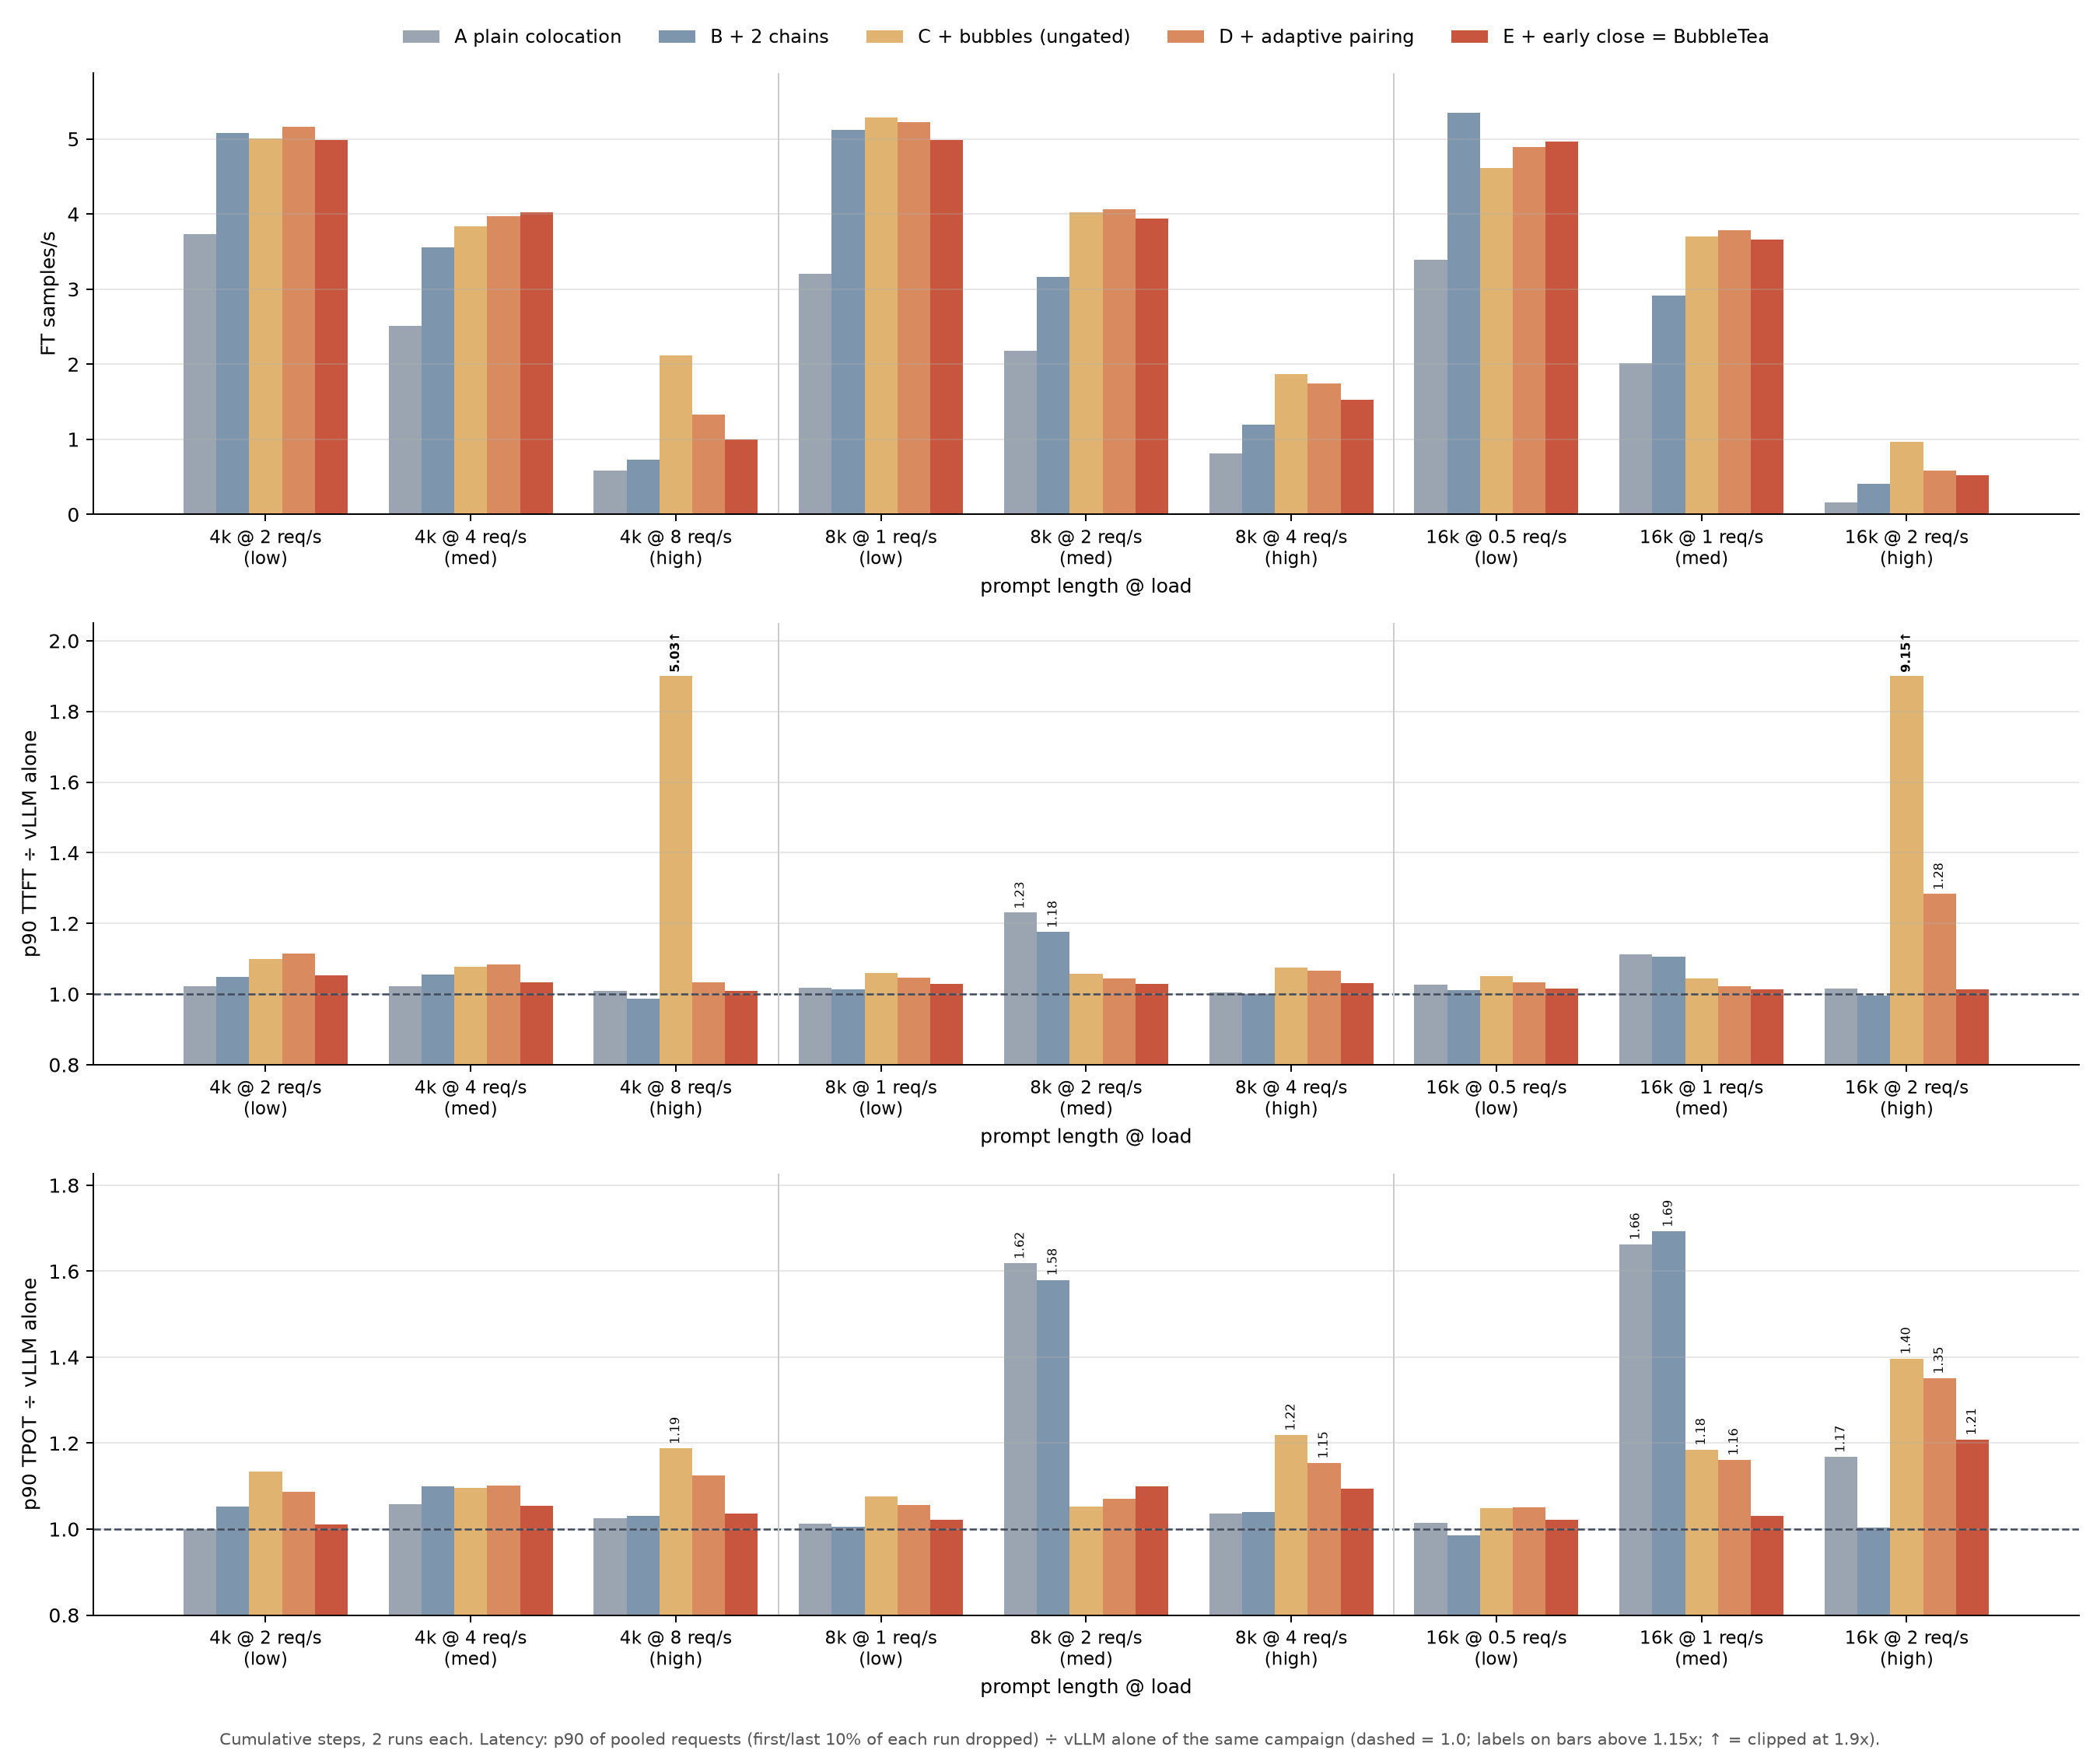 A plain colocation
B + 2 chains
C + bubbles (ungated)
D + adaptive pairing
E + early close = BubbleTea
FT samples/s
5
4
3
2
1
0
4k @ 2 req/s
(low)
4k @ 4 req/s
(med)
4k @ 8 req/s
(high)
8k @ 1 req/s
(low)
8k @ 2 req/s
(med)
8k @ 4 req/s
(high)
16k @ 0.5 req/s
(low)
16k @ 1 req/s
(med)
16k @ 2 req/s
(high)
prompt length @ load
p90 TTFT ÷ vLLM alone
2.0
1.8
1.6
1.4
1.2
1.0
0.8
5.03↑
1.23
1.18
9.15↑
1.28
4k @ 2 req/s
(low)
4k @ 4 req/s
(med)
4k @ 8 req/s
(high)
8k @ 1 req/s
(low)
8k @ 2 req/s
(med)
8k @ 4 req/s
(high)
16k @ 0.5 req/s
(low)
16k @ 1 req/s
(med)
16k @ 2 req/s
(high)
prompt length @ load
p90 TPOT ÷ vLLM alone
1.8
1.6
1.4
1.2
1.0
0.8
1.19
1.62
1.58
1.22
1.15
1.66
1.69
1.18
1.16
1.17
1.40
1.35
1.21
4k @ 2 req/s
(low)
4k @ 4 req/s
(med)
4k @ 8 req/s
(high)
8k @ 1 req/s
(low)
8k @ 2 req/s
(med)
8k @ 4 req/s
(high)
16k @ 0.5 req/s
(low)
16k @ 1 req/s
(med)
16k @ 2 req/s
(high)
prompt length @ load
Cumulative steps, 2 runs each. Latency: p90 of pooled requests (first/last 10% of each run dropped) ÷ vLLM alone of the same campaign (dashed = 1.0; labels on bars above 1.15x; ↑ = clipped at 1.9x).